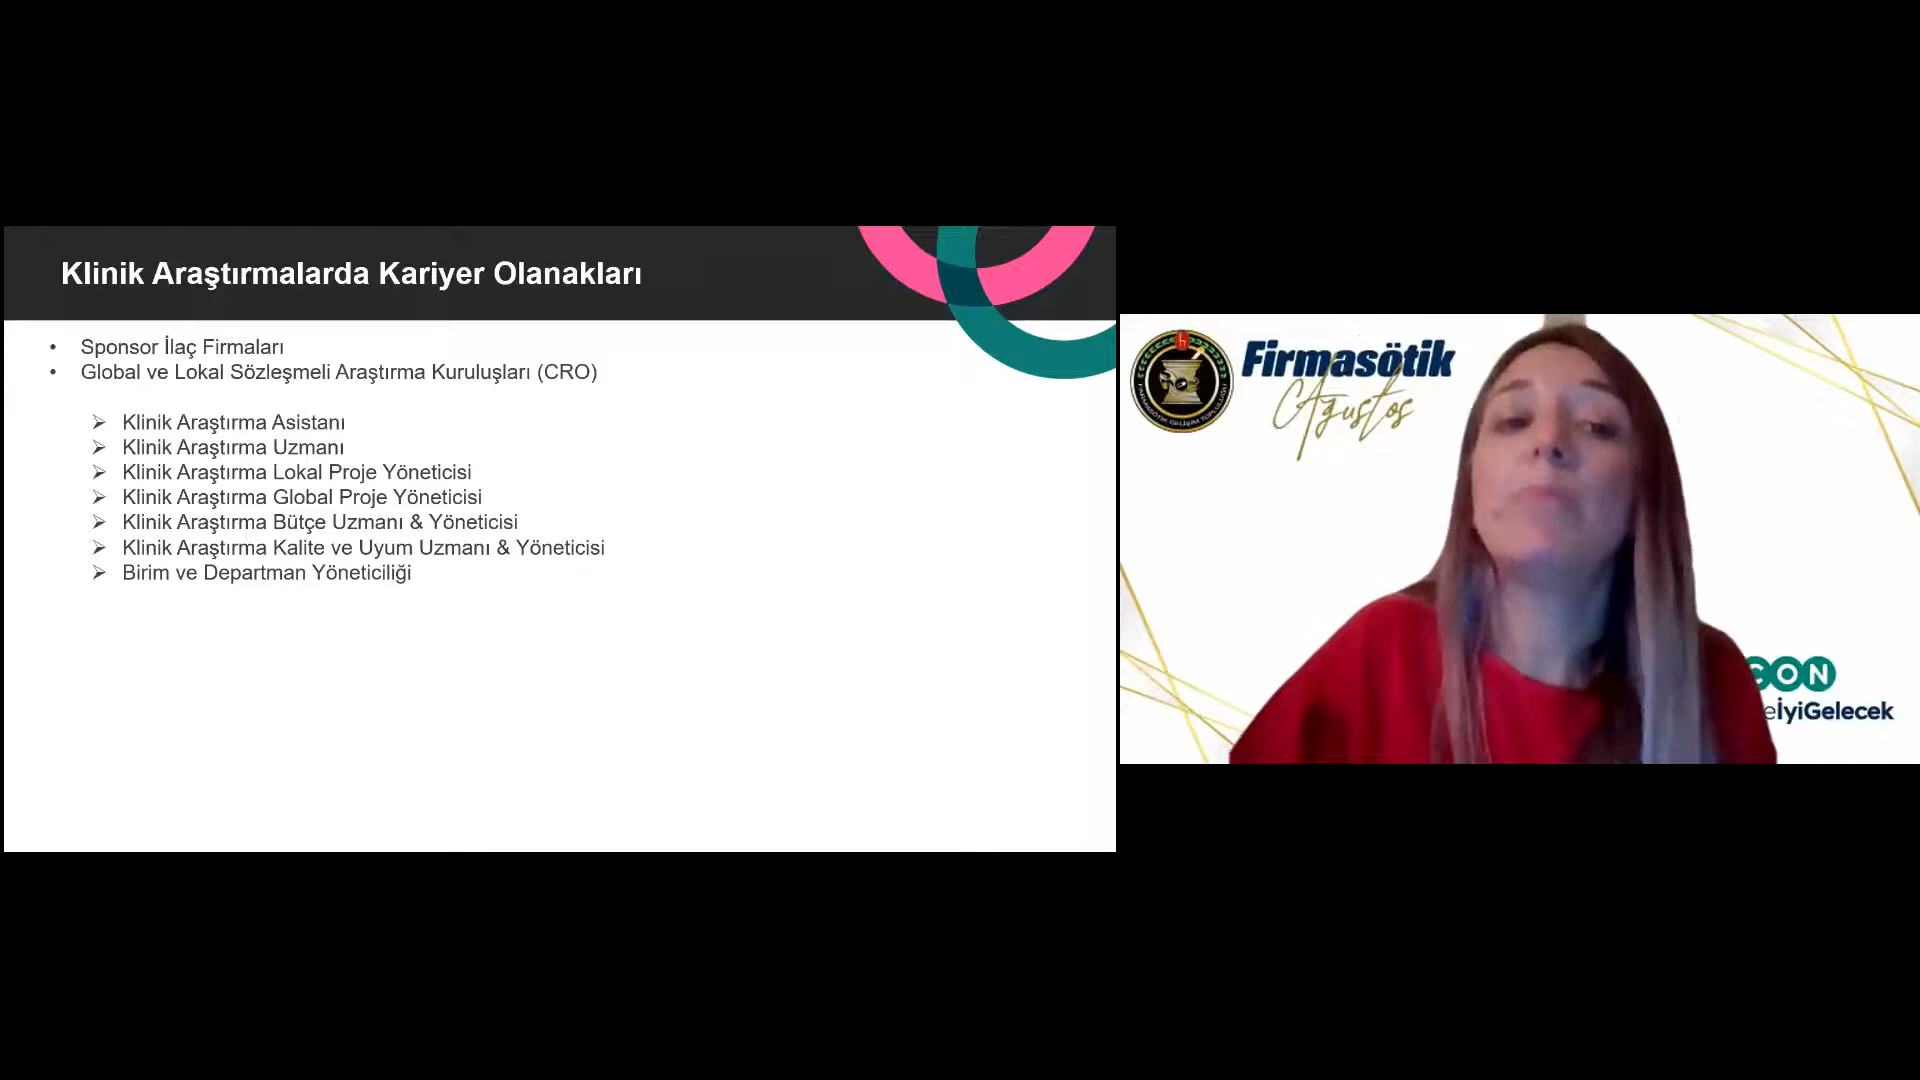 Klinik Araştırmalarda Kariyer Olanakları
• Sponsor İlaç Firmaları
• Global ve Lokal Sözleşmeli Araştırma Kuruluşları (CRO)
➢ Klinik Araştırma Asistanı
➢ Klinik Araştırma Uzmanı
➢ Klinik Araştırma Lokal Proje Yöneticisi
➢ Klinik Araştırma Global Proje Yöneticisi
➢ Klinik Araştırma Bütçe Uzmanı & Yöneticisi
➢ Klinik Araştırma Kalite ve Uyum Uzmanı & Yöneticisi
➢ Birim ve Departman Yöneticiliği
Firmasötik
Ağustos
CON
eİyiGelecek